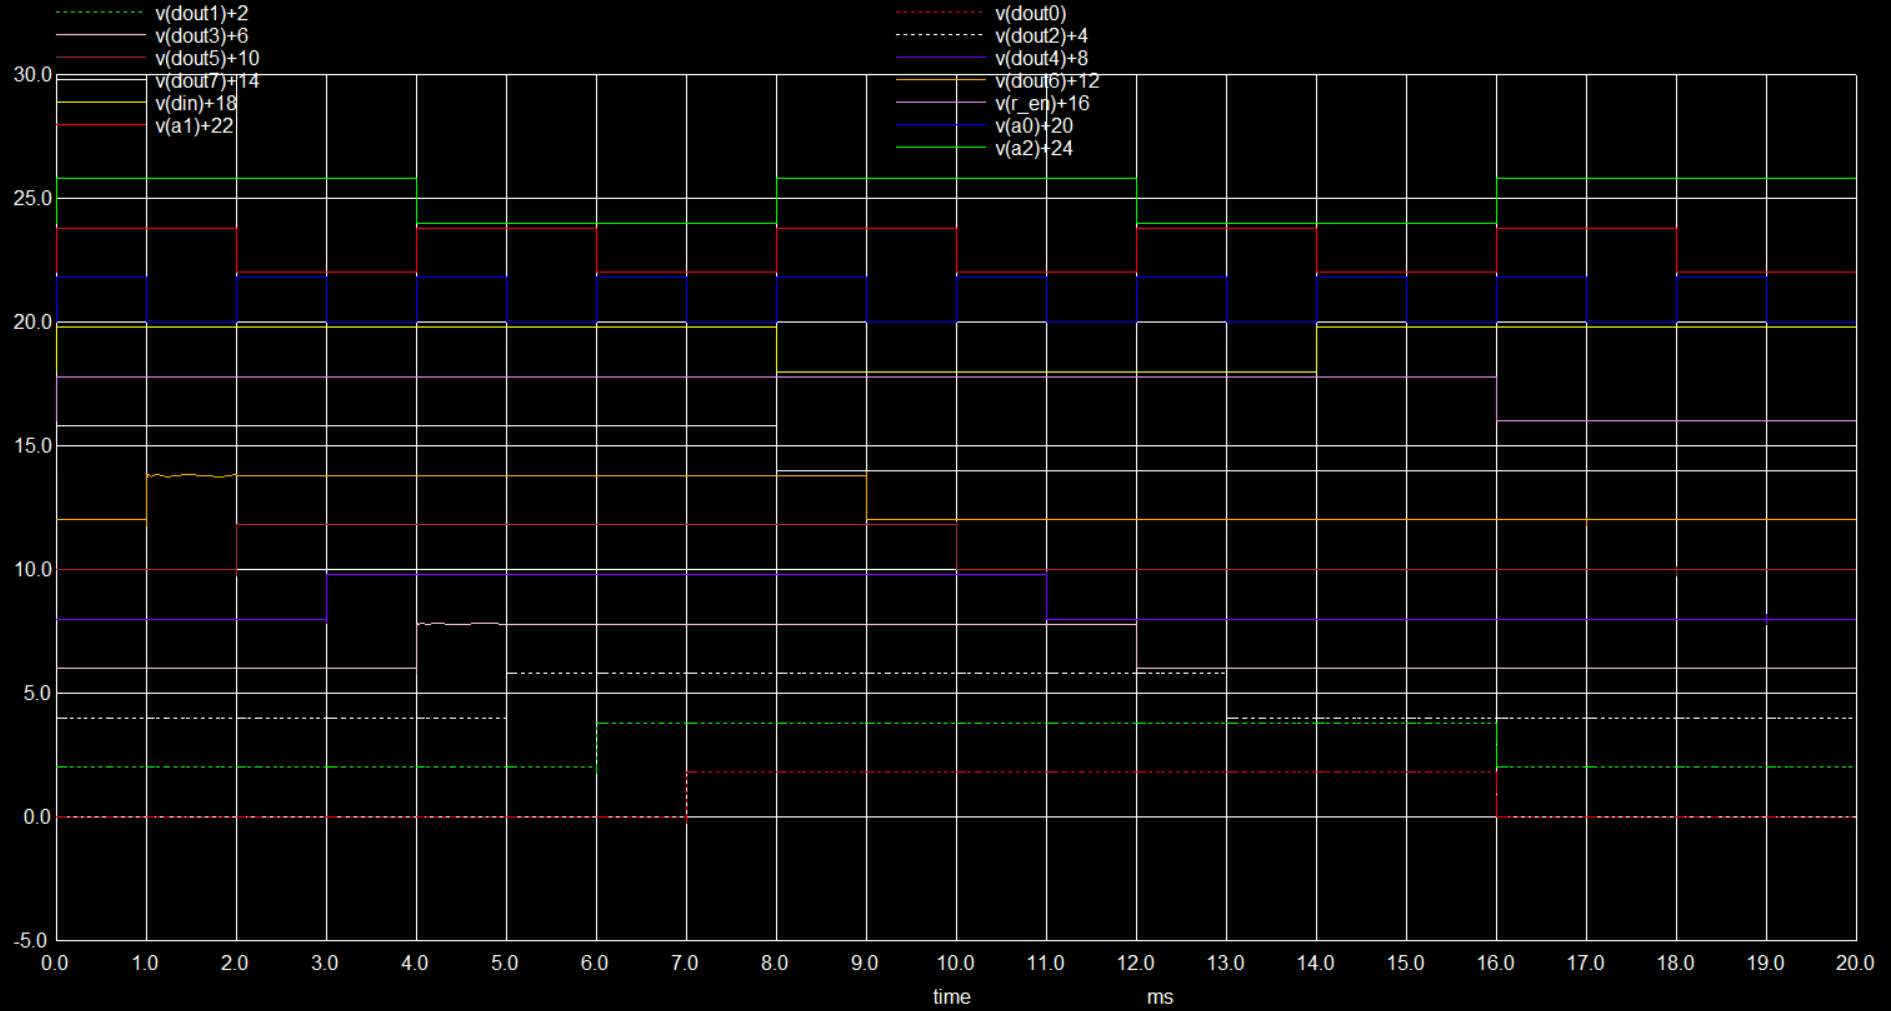 v(dout1)+2 v(dout0)
v(dout3)+6 v(dout2)+4
v(dout5)+10 v(dout4)+8
30.0 v(dout7)+14 v(dout6)+12
v(din)+18 v(r_en)+16
v(a1)+22 v(a0)+20
v(a2)+24
25.0
20.0
15.0
10.0
5.0
0.0
-5.0
0.0 1.0 2.0 3.0 4.0 5.0 6.0 7.0 8.0 9.0 10.0 11.0 12.0 13.0 14.0 15.0 16.0 17.0 18.0 19.0 20.0
time ms